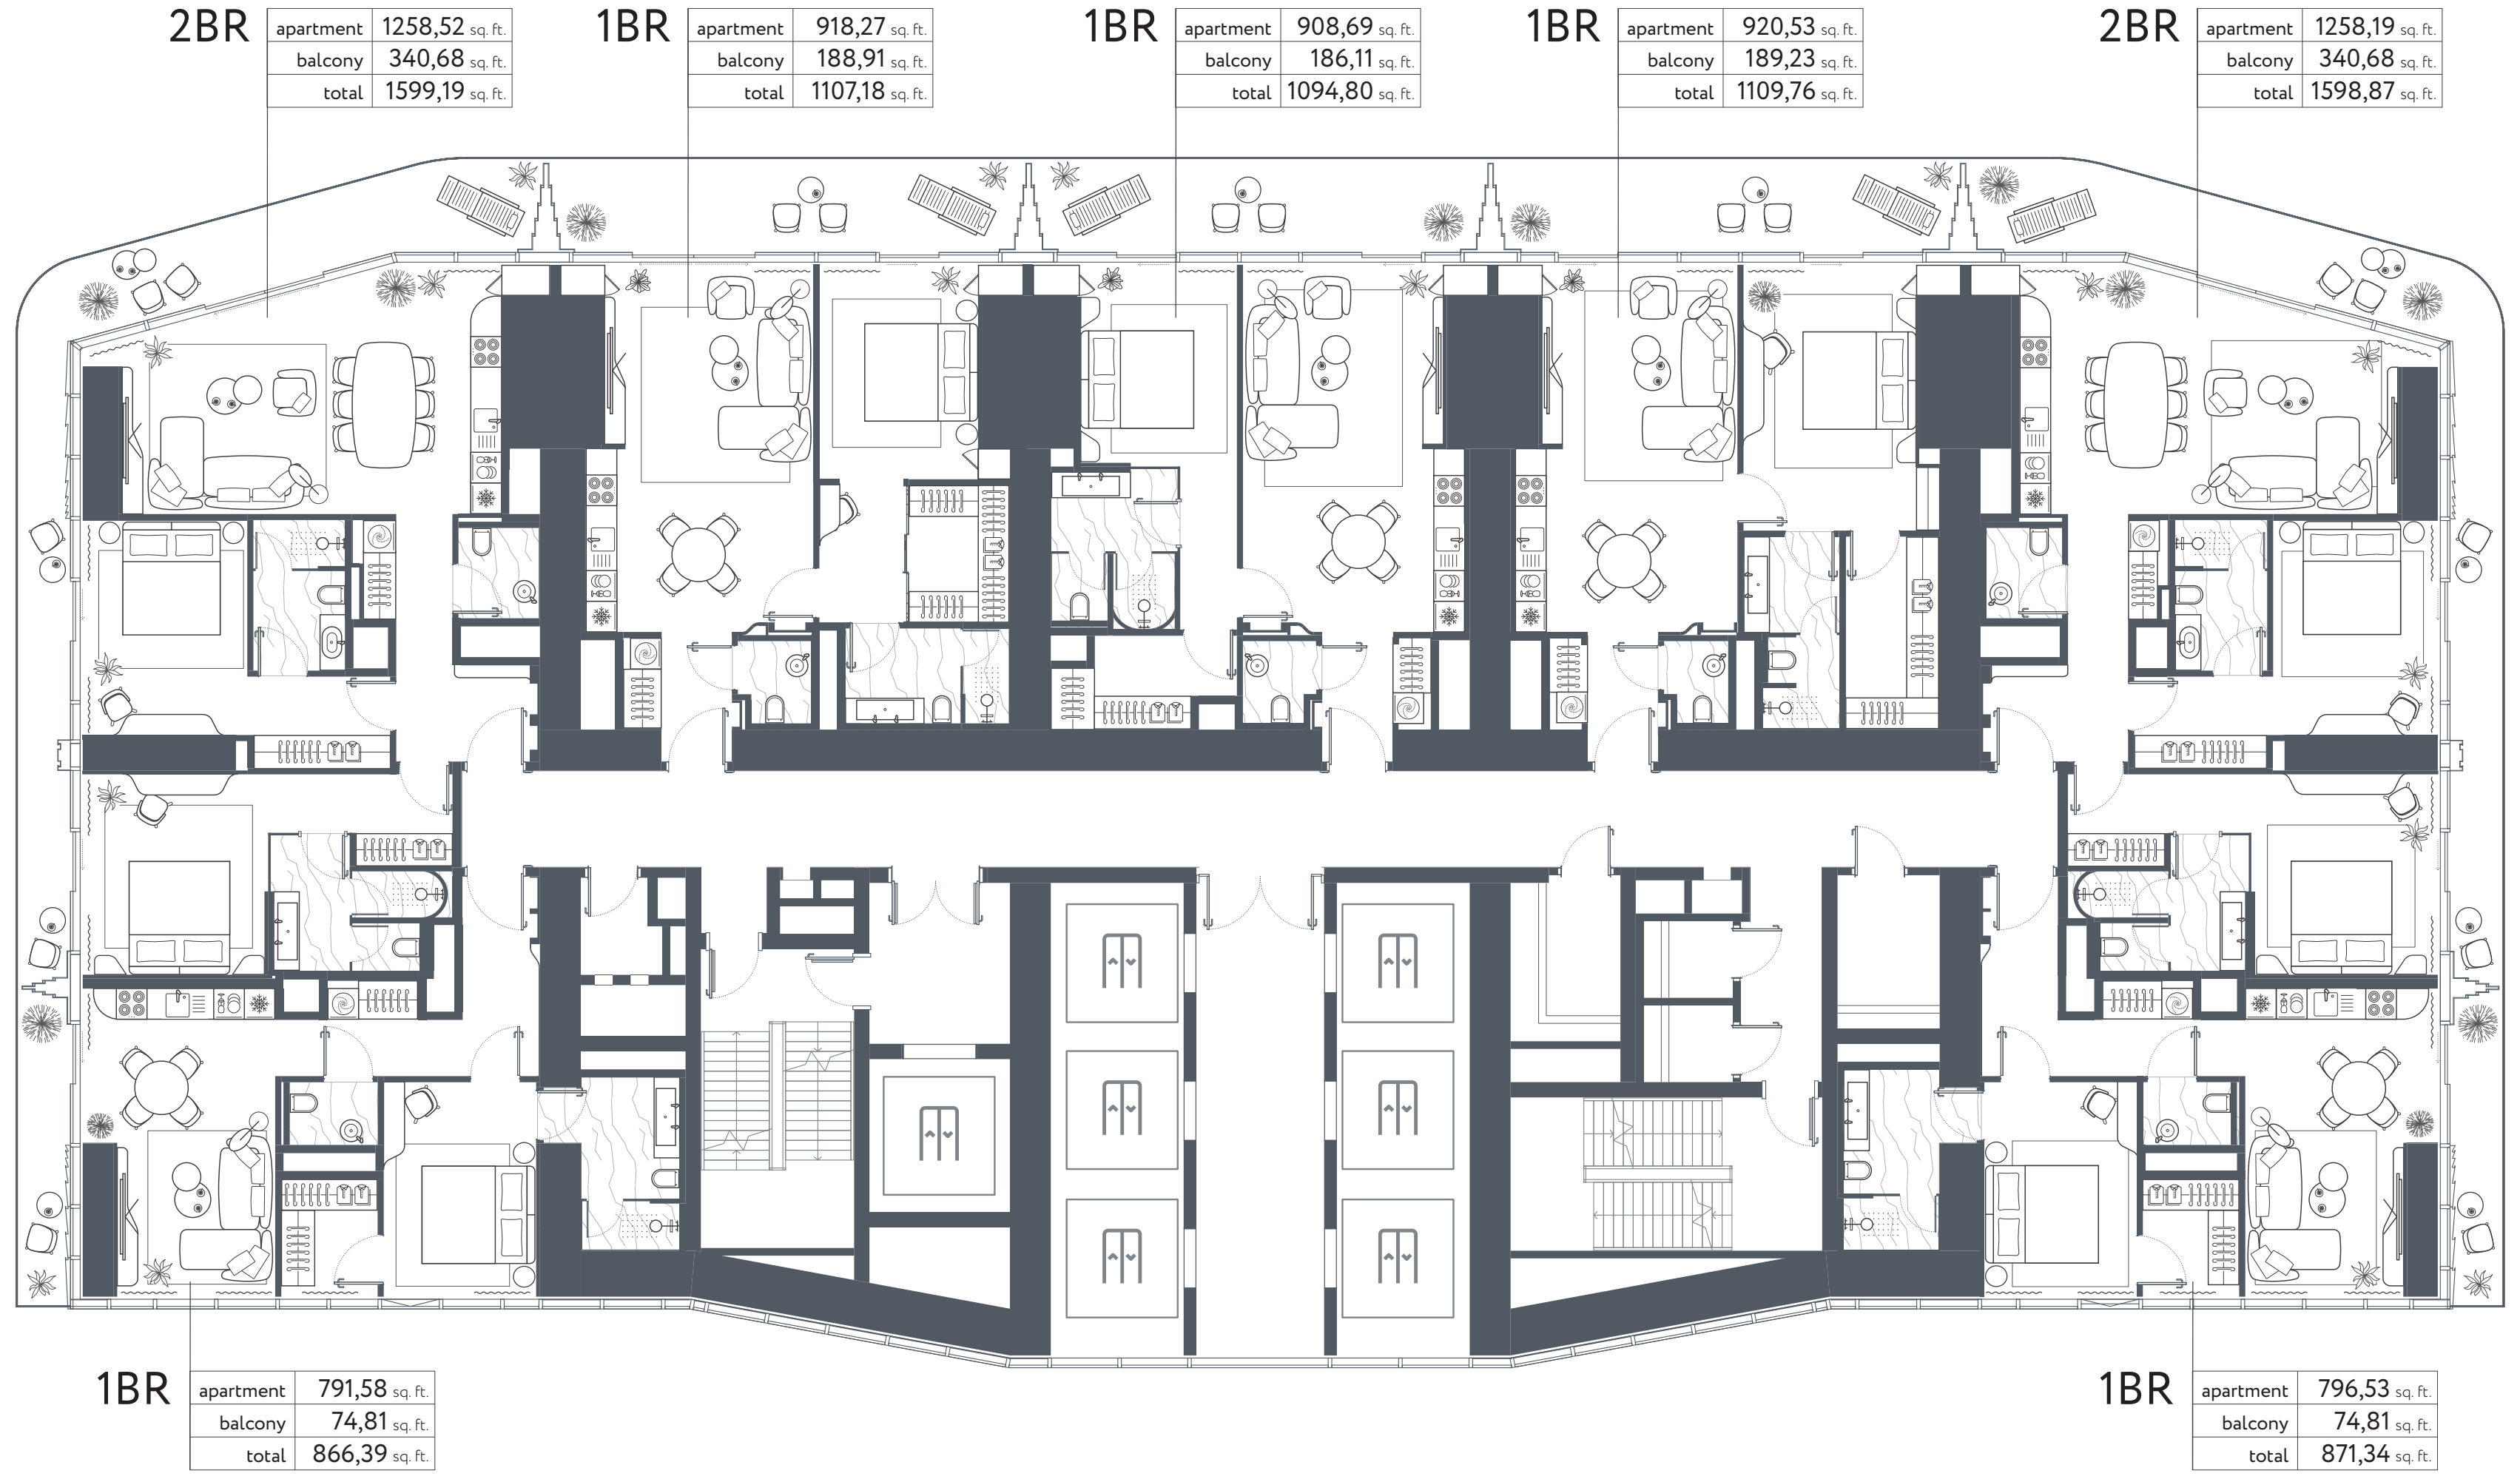 2BR
apartment 1258,52 sq. ft.
balcony 340,68 sq. ft.
total 1599,19 sq. ft.
1BR
apartment 918,27 sq. ft.
balcony 188,91 sq. ft.
total 1107,18 sq. ft.
1BR
apartment 908,69 sq. ft.
balcony 186,11 sq. ft.
total 1094,80 sq. ft.
1BR
apartment 920,53 sq. ft.
balcony 189,23 sq. ft.
total 1109,76 sq. ft.
2BR
apartment 1258,19 sq. ft.
balcony 340,68 sq. ft.
total 1598,87 sq. ft.
1BR
apartment 791,58 sq. ft.
balcony 74,81 sq. ft.
total 866,39 sq. ft.
1BR
apartment 796,53 sq. ft.
balcony 74,81 sq. ft.
total 871,34 sq. ft.